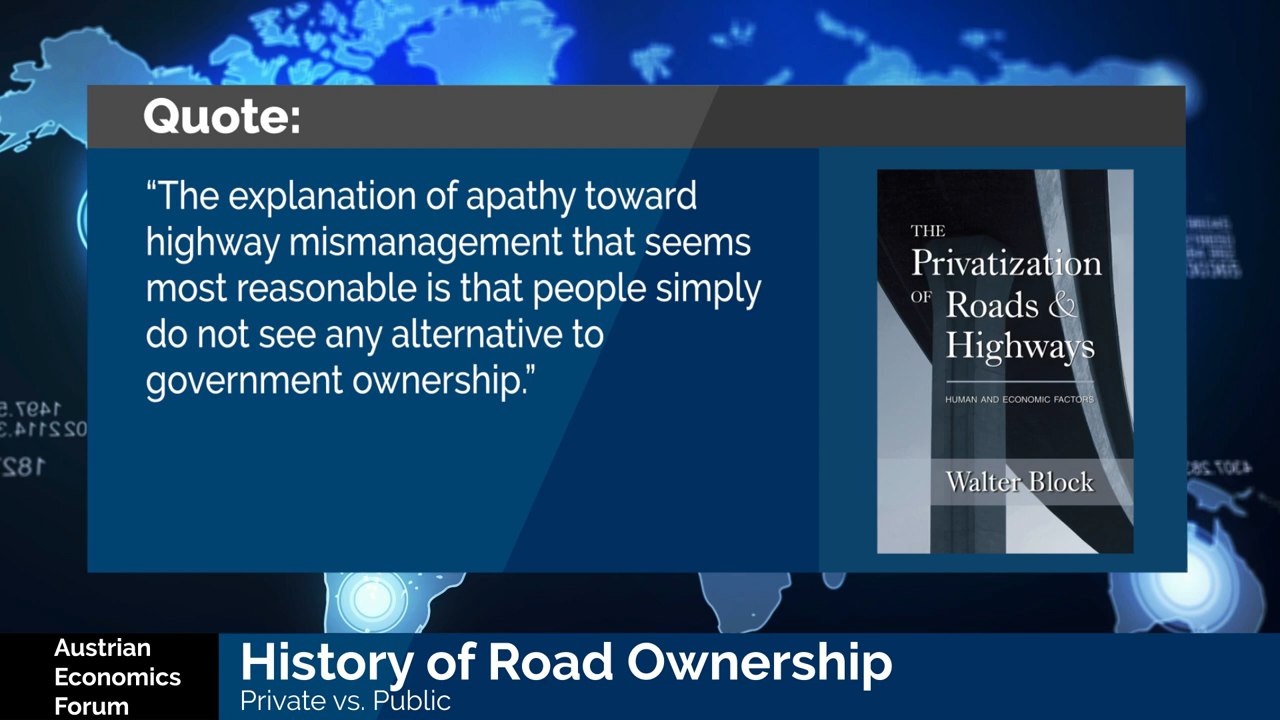 Quote:
“The explanation of apathy toward
highway mismanagement that seems
most reasonable is that people simply
do not see any alternative to
government ownership.”
THE
Privatization
OF Roads &
Highways
HUMAN AND ECONOMIC FACTORS
Walter Block
Austrian
Economics
Forum
History of Road Ownership
Private vs. Public